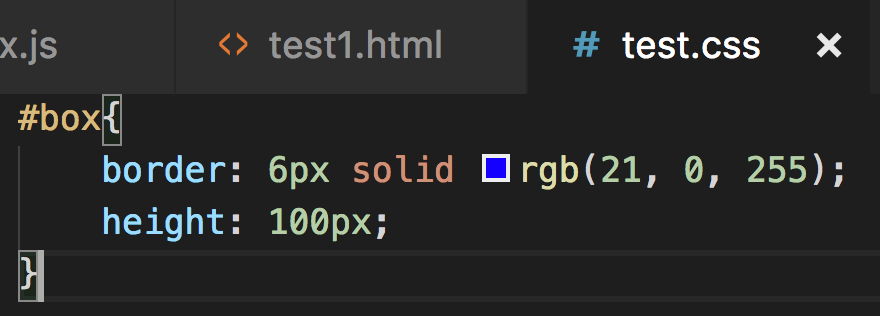 x.js <> test1.html # test.css ×
#box{
    border: 6px solid rgb(21, 0, 255);
    height: 100px;
}